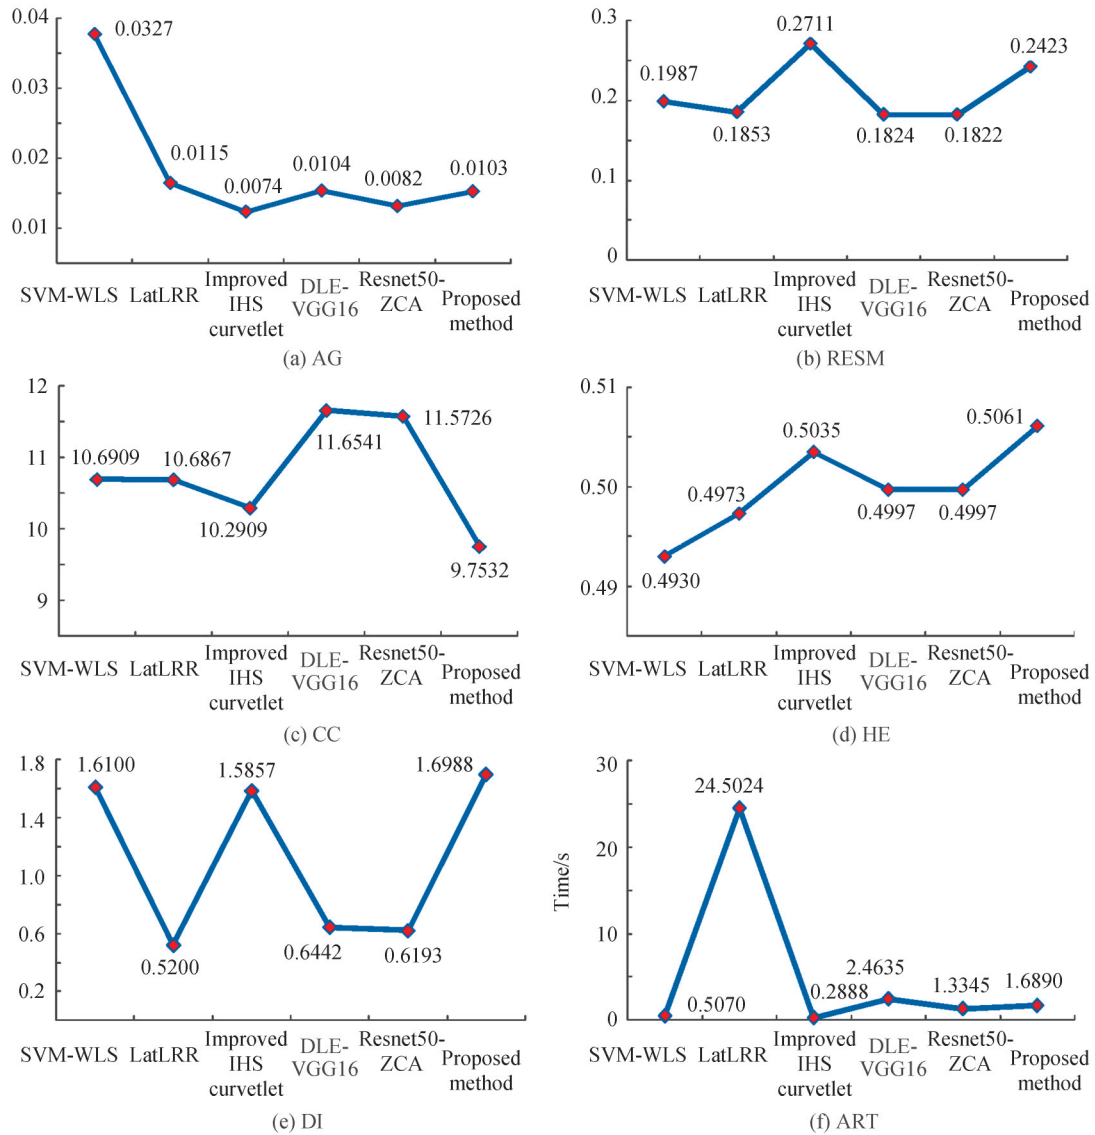 0.04
0.03
0.02
0.01
0.0327
0.0115
0.0074
0.0104
0.0082
0.0103
SVM-WLS
LatLRR
Improved
IHS
curvetlet
DLE-
VGG16
Resnet50-
ZCA
Proposed
method
(a) AG
0.3
0.2
0.1
0
0.1987
0.1853
0.2711
0.1824
0.1822
0.2423
SVM-WLS
LatLRR
Improved
IHS
curvetlet
DLE-
VGG16
Resnet50-
ZCA
Proposed
method
(b) RESM
12
11
10
9
10.6909
10.6867
10.2909
11.6541
11.5726
9.7532
SVM-WLS
LatLRR
Improved
IHS
curvetlet
DLE-
VGG16
Resnet50-
ZCA
Proposed
method
(c) CC
0.51
0.50
0.49
0.4930
0.4973
0.5035
0.4997
0.4997
0.5061
SVM-WLS
LatLRR
Improved
IHS
curvetlet
DLE-
VGG16
Resnet50-
ZCA
Proposed
method
(d) HE
1.8
1.4
1.0
0.6
0.2
1.6100
0.5200
1.5857
0.6442
0.6193
1.6988
SVM-WLS
LatLRR
Improved
IHS
curvetlet
DLE-
VGG16
Resnet50-
ZCA
Proposed
method
(e) DI
Time/s
30
20
10
0
0.5070
24.5024
0.2888
2.4635
1.3345
1.6890
SVM-WLS
LatLRR
Improved
IHS
curvetlet
DLE-
VGG16
Resnet50-
ZCA
Proposed
method
(f) ART